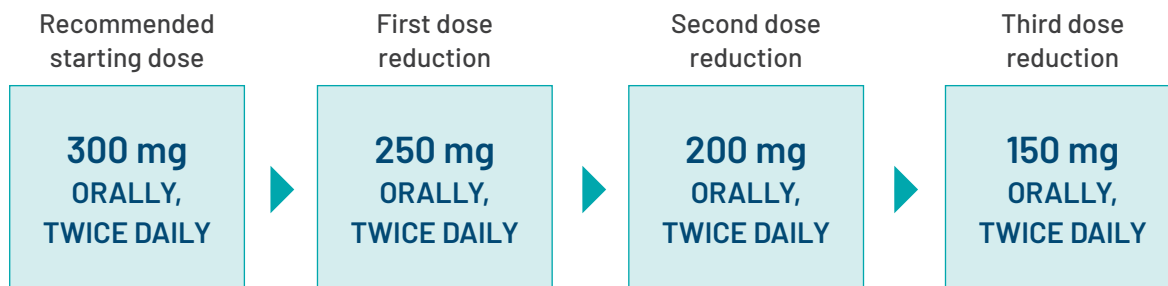 Recommended
starting dose
300 mg
ORALLY,
TWICE DAILY
First dose
reduction
250 mg
ORALLY,
TWICE DAILY
Second dose
reduction
200 mg
ORALLY,
TWICE DAILY
Third dose
reduction
150 mg
ORALLY,
TWICE DAILY